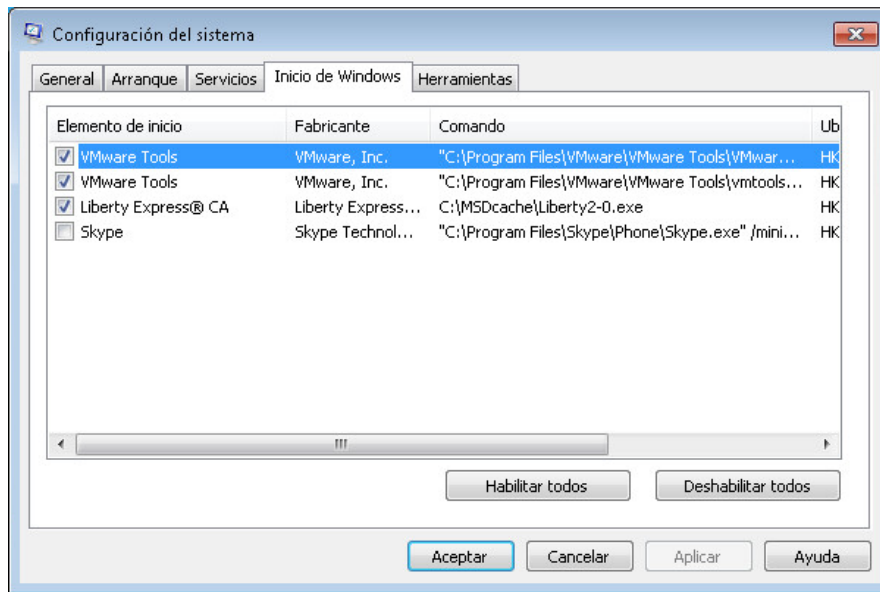 Configuración del sistema
General Arranque Servicios Inicio de Windows Herramientas
Elemento de inicio Fabricante Comando Ub
VMware Tools VMware, Inc. "C:\Program Files\VMware\VMware Tools\VMwar... HK
VMware Tools VMware, Inc. "C:\Program Files\VMware\VMware Tools\vmtools... HK
Liberty Express® CA Liberty Express... C:\MSDcache\Liberty2-0.exe HK
Skype Skype Technol... "C:\Program Files\Skype\Phone\Skype.exe" /mini... HK
Habilitar todos Deshabilitar todos
Aceptar Cancelar Aplicar Ayuda